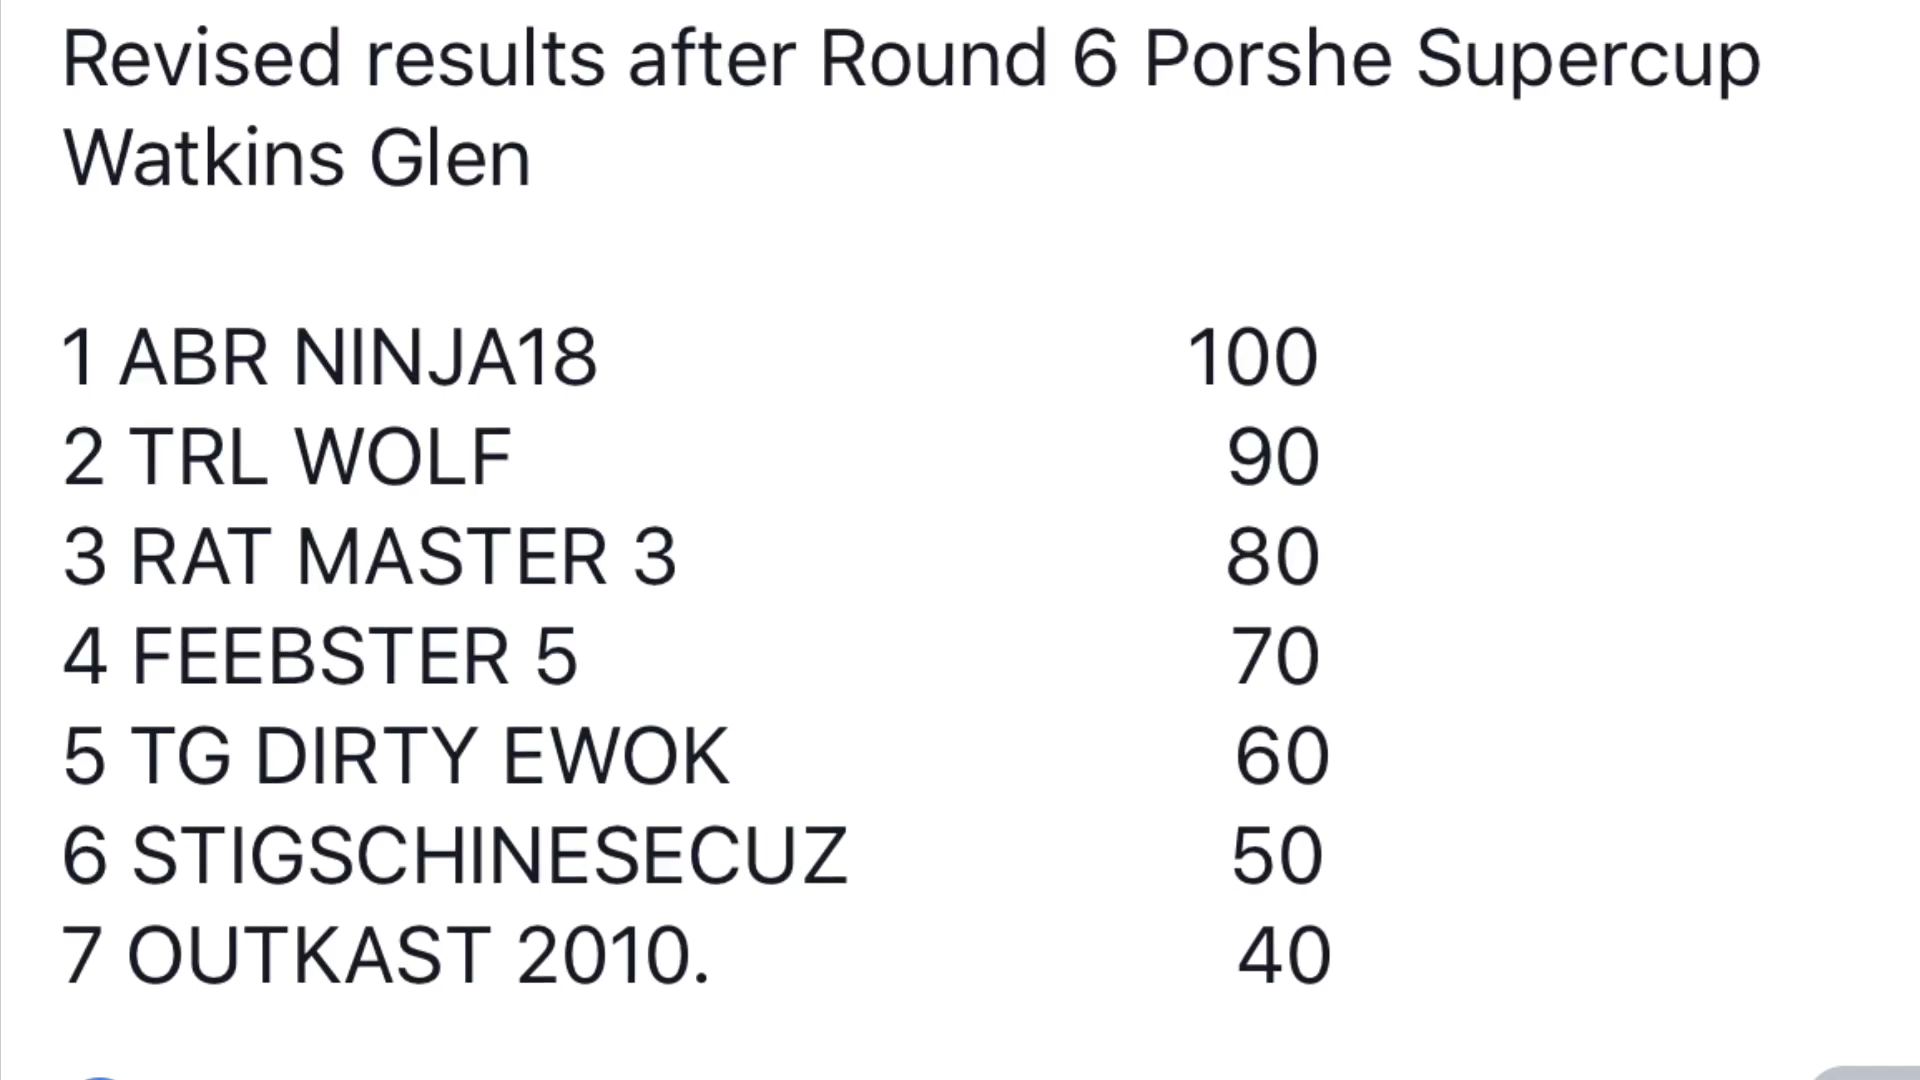 Revised results after Round 6 Porshe Supercup
Watkins Glen
1 ABR NINJA18 100
2 TRL WOLF 90
3 RAT MASTER 3 80
4 FEEBSTER 5 70
5 TG DIRTY EWOK 60
6 STIGSCHINESECUZ 50
7 OUTKAST 2010. 40